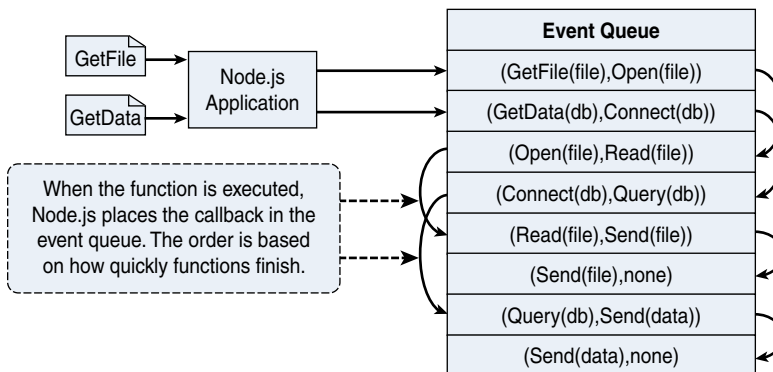 GetFile
GetData
Node.js
Application
Event Queue
(GetFile(file),Open(file))
(GetData(db),Connect(db))
(Open(file),Read(file))
(Connect(db),Query(db))
(Read(file),Send(file))
(Send(file),none)
(Query(db),Send(data))
(Send(data),none)
When the function is executed,
Node.js places the callback in the
event queue. The order is based
on how quickly functions finish.